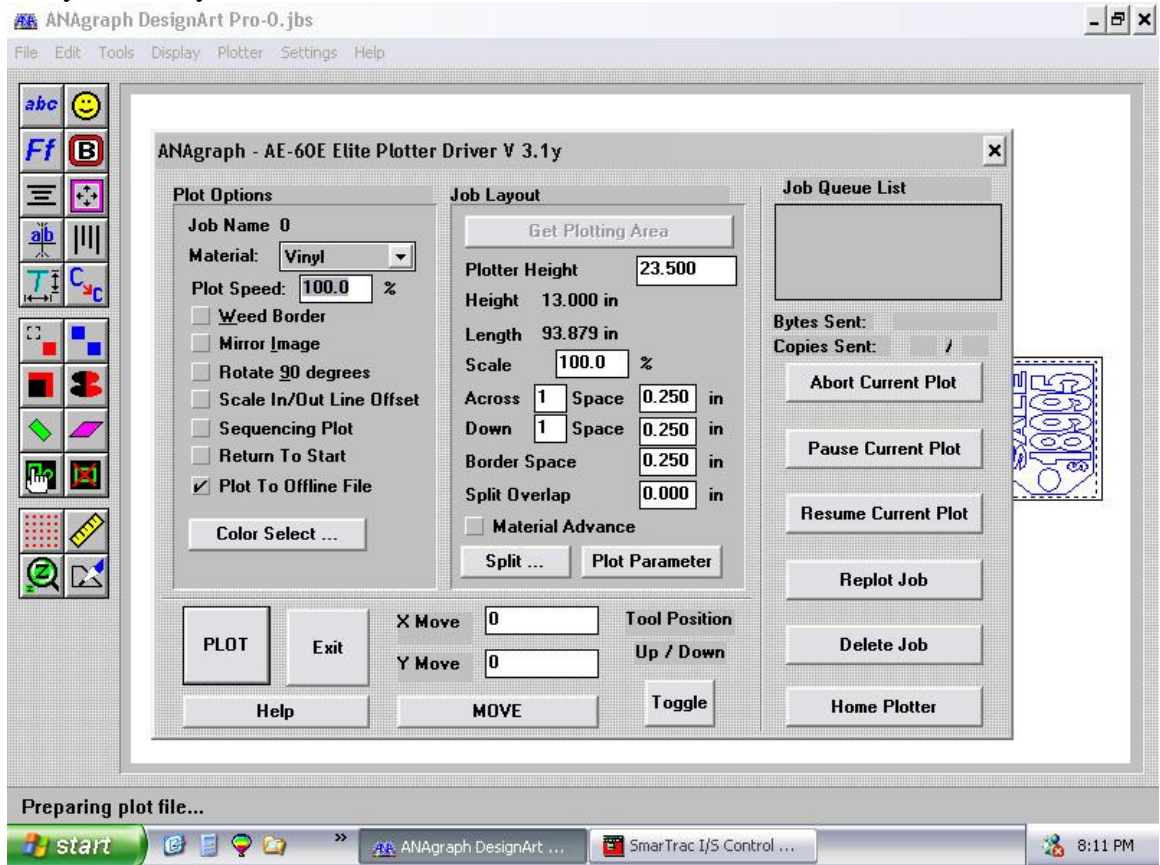 ANAgraph DesignArt Pro-0.jbs
File Edit Tools Display Plotter Settings Help
abc
Ff B
ab
T C C
Z z
ANAgraph - AE-60E Elite Plotter Driver V 3.1y
Plot Options
Job Name 0
Material: Vinyl
Plot Speed: 100.0 %
Weed Border
Mirror Image
Rotate 90 degrees
Scale In/Out Line Offset
Sequencing Plot
Return To Start
Plot To Offline File
Color Select ...
Job Layout
Get Plotting Area
Plotter Height 23.500
Height 13.000 in
Length 93.879 in
Scale 100.0 %
Across 1 Space 0.250 in
Down 1 Space 0.250 in
Border Space 0.250 in
Split Overlap 0.000 in
Material Advance
Split ... Plot Parameter
PLOT Exit
Help
X Move 0
Y Move 0
MOVE
Tool Position
Up / Down
Toggle
Job Queue List
Bytes Sent:
Copies Sent: /
Abort Current Plot
Pause Current Plot
Resume Current Plot
Replot Job
Delete Job
Home Plotter
SALE
Preparing plot file...
start » ANAgraph DesignArt ... SmarTrac I/S Control ... 8:11 PM